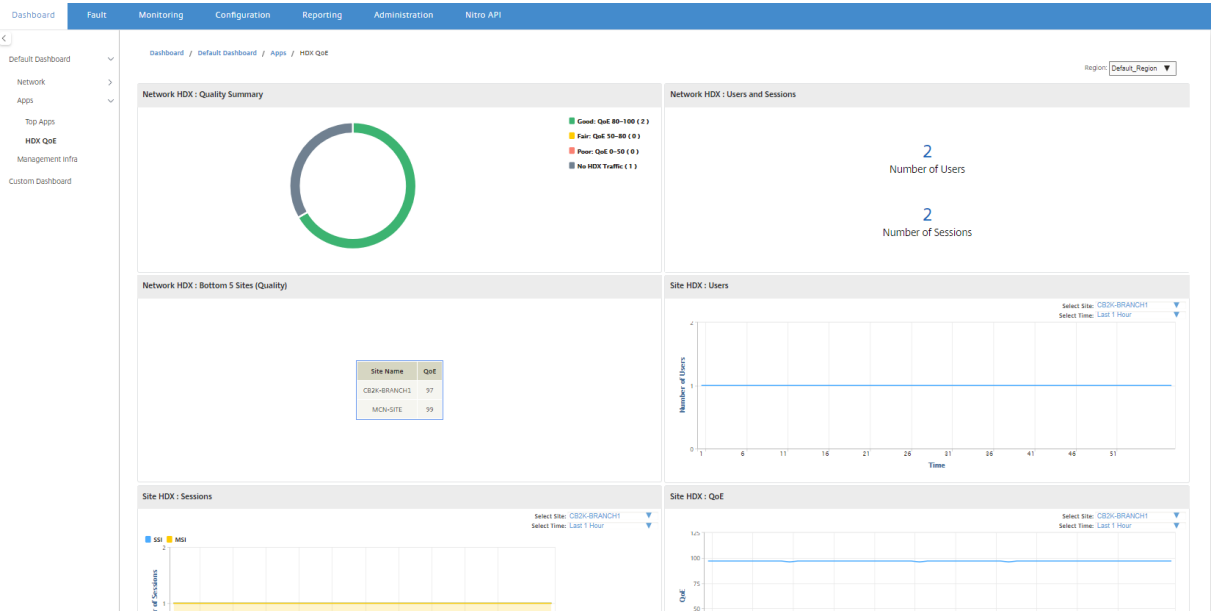 Dashboard Fault Monitoring Configuration Reporting Administration Nitro API
<
Default Dashboard
Network
Apps
Top Apps
HDX QoE
Management Infra
Custom Dashboard
Dashboard / Default Dashboard / Apps / HDX QoE
Region: Default_Region
Network HDX : Quality Summary
Good: QoE 80-100 ( 2 )
Fair: QoE 50-80 ( 0 )
Poor: QoE 0-50 ( 0 )
No HDX Traffic ( 1 )
Network HDX : Users and Sessions
2
Number of Users
2
Number of Sessions
Network HDX : Bottom 5 Sites (Quality)
Site Name QoE
CB2K-BRANCH1 97
MCN-SITE 99
Site HDX : Users
Select Site: CB2K-BRANCH1
Select Time: Last 1 Hour
2
1
0
Number of Users
1 6 11 16 21 26 31 36 41 46 51
Time
Site HDX : Sessions
Select Site: CB2K-BRANCH1
Select Time: Last 1 Hour
SSI MSI
2
1
of Sessions
Site HDX : QoE
Select Site: CB2K-BRANCH1
Select Time: Last 1 Hour
125
100
75
50
QoE